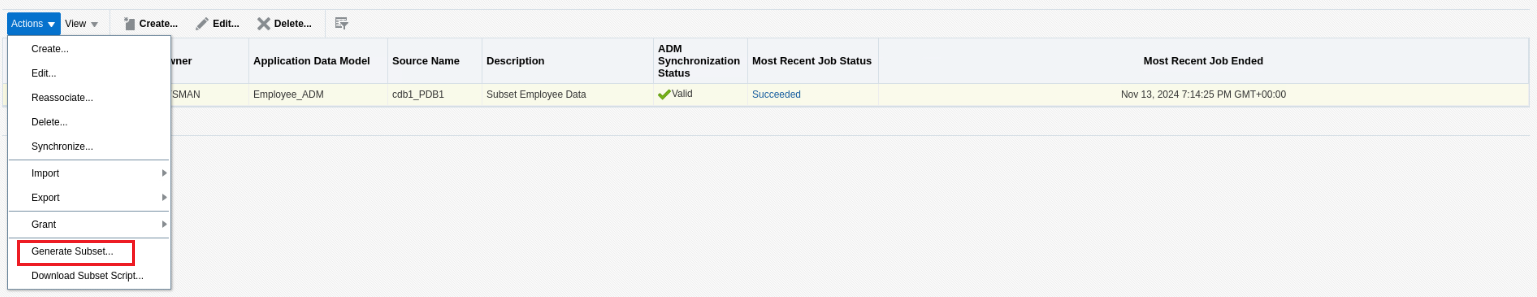 Actions View Create... Edit... Delete...
Create...
Edit...
Reassociate...
Delete...
Synchronize...
Import
Export
Grant
Generate Subset...
Download Subset Script...
wner Application Data Model Source Name Description ADM Synchronization Status Most Recent Job Status Most Recent Job Ended
SMAN Employee_ADM cdb1_PDB1 Subset Employee Data Valid Succeeded Nov 13, 2024 7:14:25 PM GMT+00:00